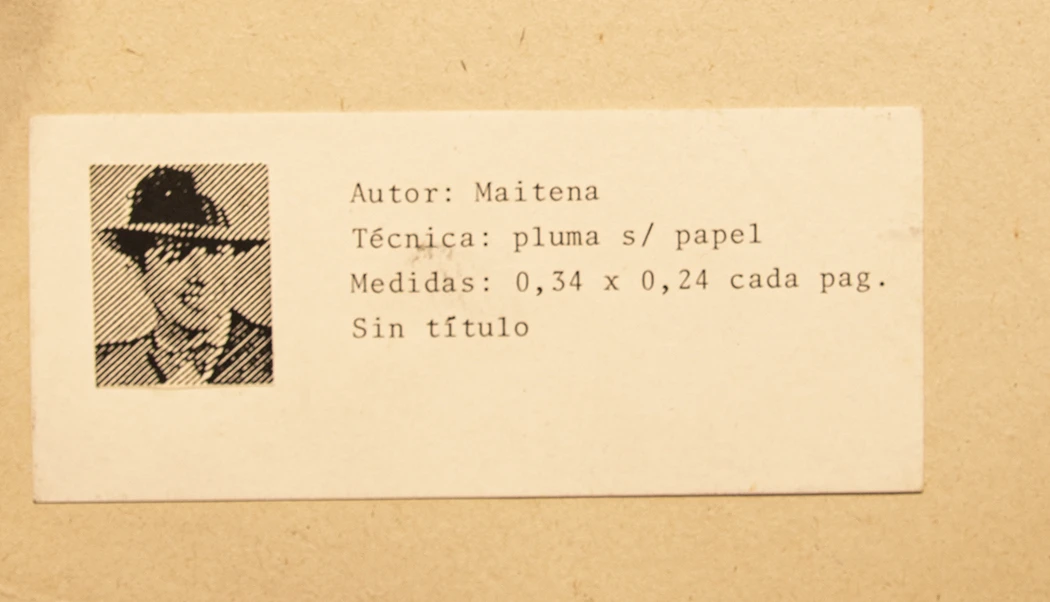 Autor: Maitena
Técnica: pluma s/ papel
Medidas: 0,34 x 0,24 cada pag.
Sin título